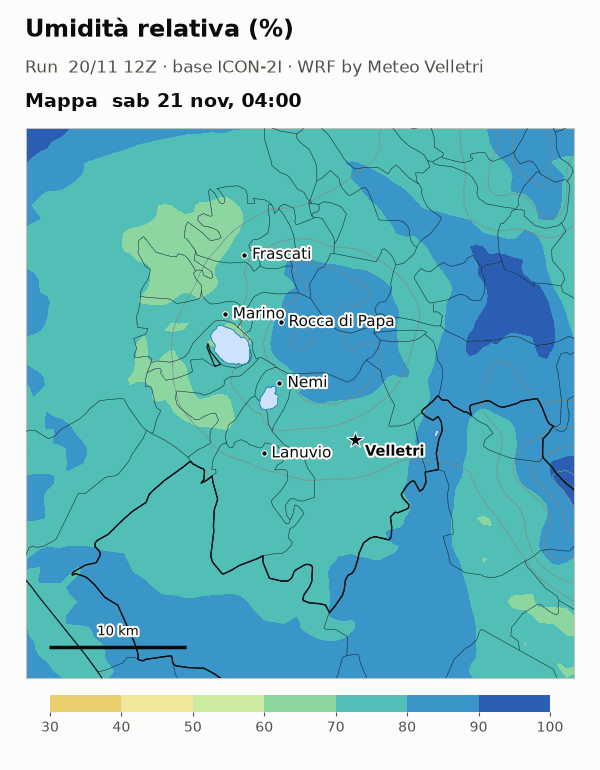 Umidità relativa (%)
Run  20/11 12Z · base ICON-2I · WRF by Meteo Velletri
Mappa  sab 21 nov, 04:00
Frascati
Marino
Rocca di Papa
Nemi
Velletri
Lanuvio
10 km
30 40 50 60 70 80 90 100